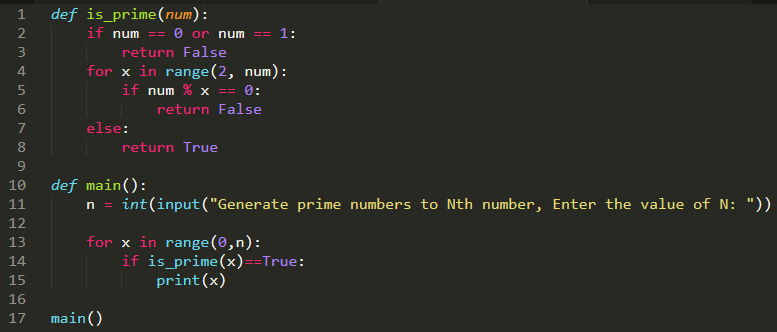 1 def is_prime(num):
2     if num == 0 or num == 1:
3         return False
4     for x in range(2, num):
5         if num % x == 0:
6             return False
7     else:
8         return True
9
10 def main():
11     n = int(input("Generate prime numbers to Nth number, Enter the value of N: "))
12
13     for x in range(0,n):
14         if is_prime(x)==True:
15             print(x)
16
17 main()